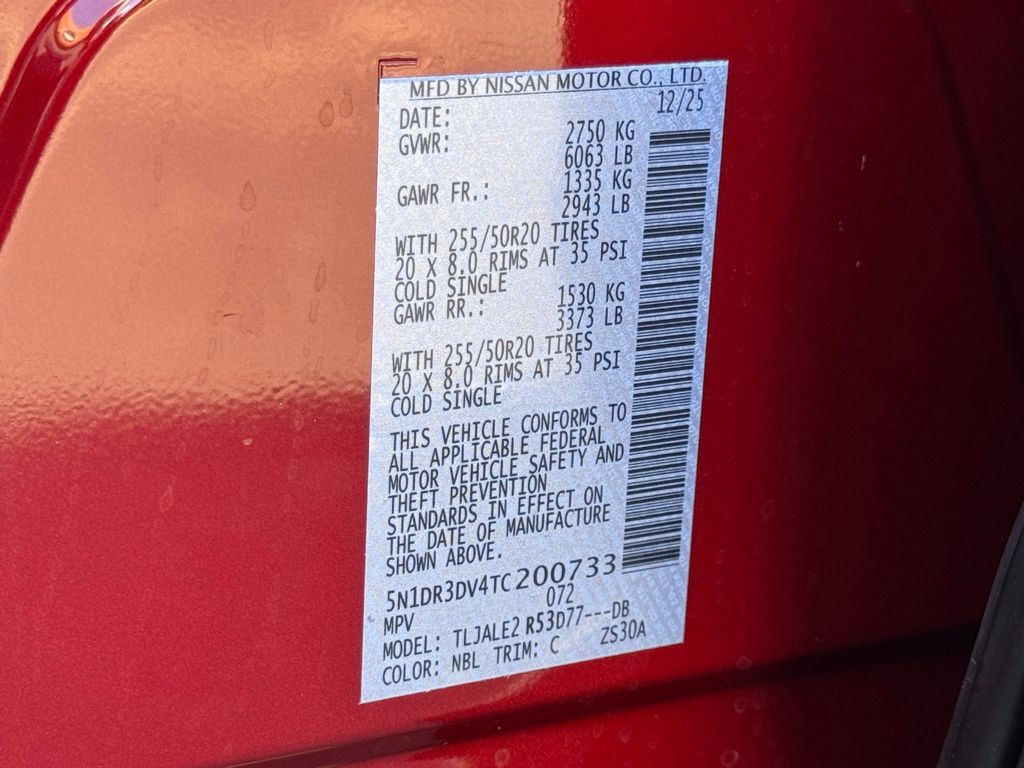 MFD BY NISSAN MOTOR CO., LTD.
DATE: 12/25
GVWR: 2750 KG
6063 LB
GAWR FR.: 1335 KG
2943 LB
WITH 255/50R20 TIRES
20 X 8.0 RIMS AT 35 PSI
COLD SINGLE
GAWR RR.: 1530 KG
3373 LB
WITH 255/50R20 TIRES
20 X 8.0 RIMS AT 35 PSI
COLD SINGLE
THIS VEHICLE CONFORMS TO
ALL APPLICABLE FEDERAL
MOTOR VEHICLE SAFETY AND
THEFT PREVENTION
STANDARDS IN EFFECT ON
THE DATE OF MANUFACTURE
SHOWN ABOVE.
5N1DR3DV4TC200733
MPV 072
MODEL: TLJALE2 R53D77---DB
COLOR: NBL TRIM: C ZS30A